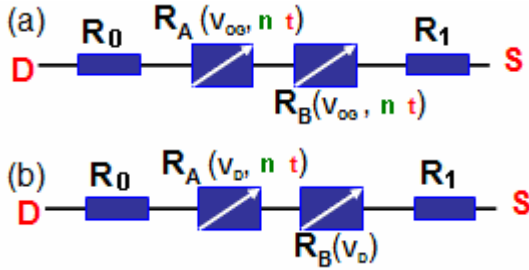 (a)
R0 RA (VOG, n t) R1
D S
RB(VOG, n t)
(b)
R0 RA (VD, n t) R1
D S
RB(VD)